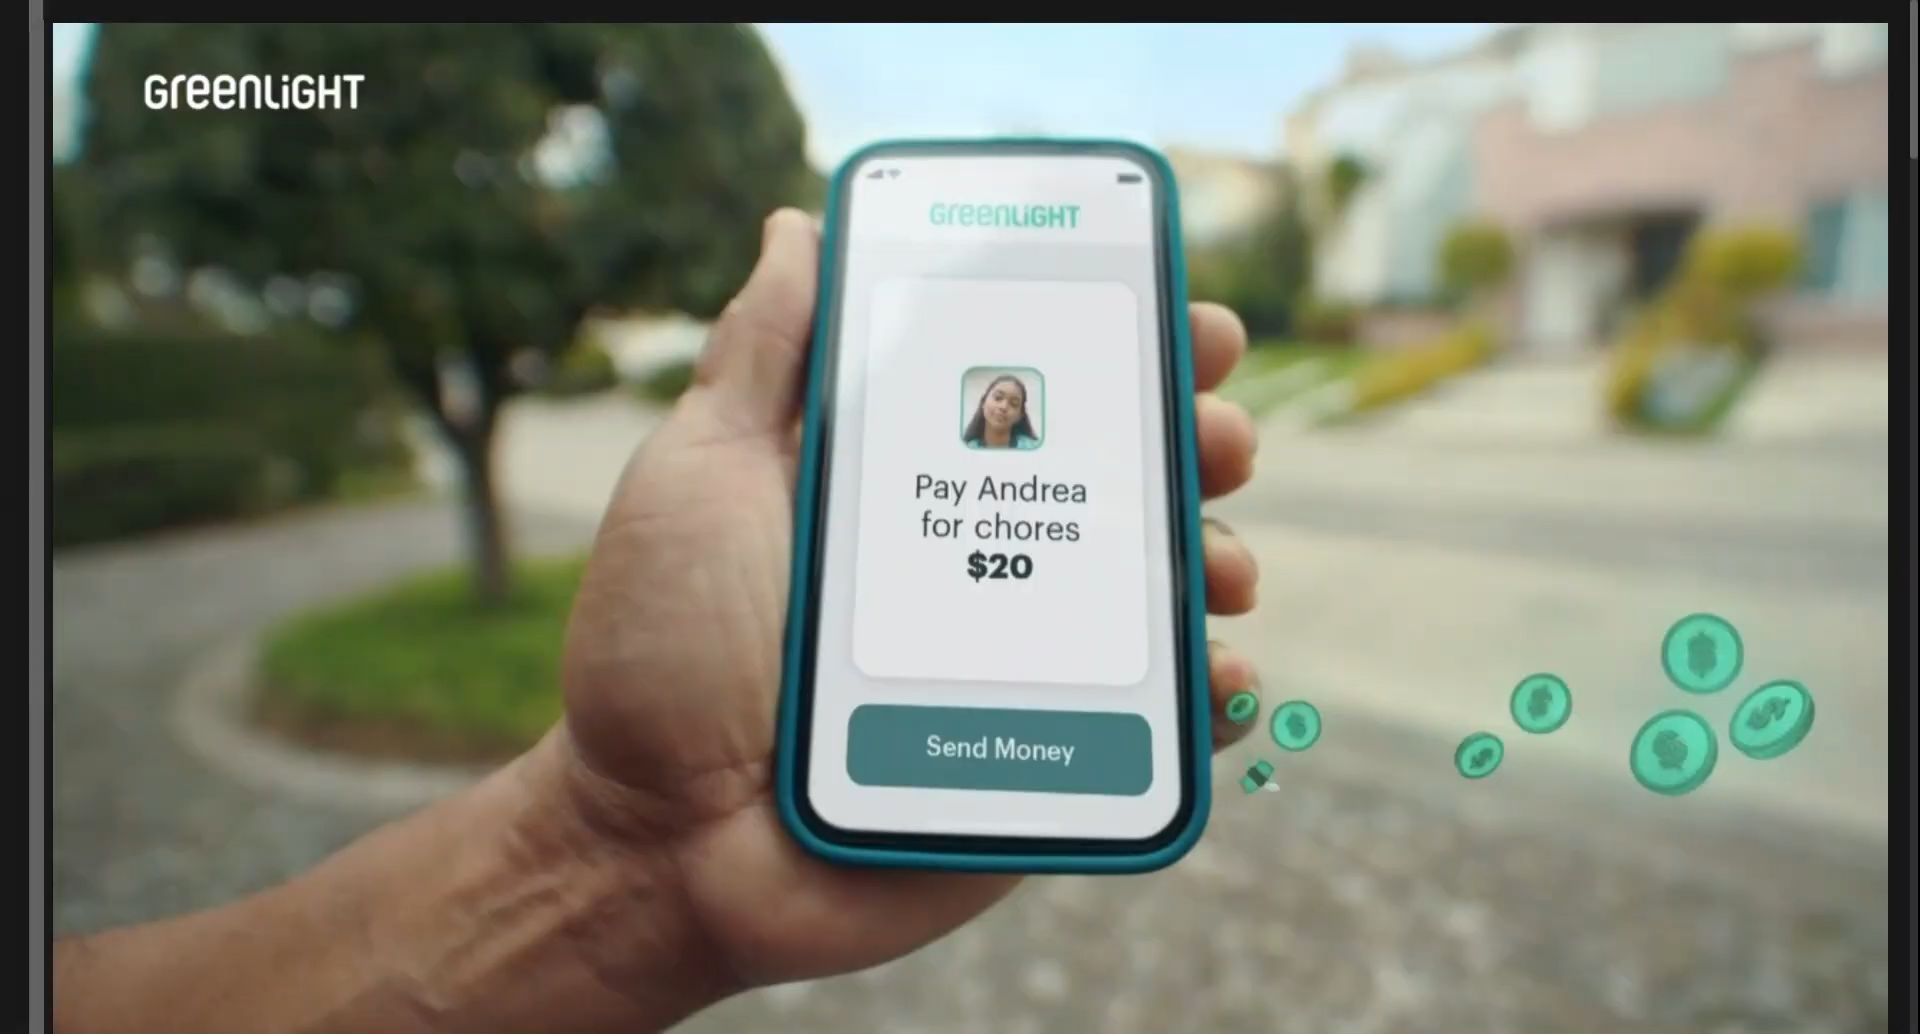 GreenLiGHT
GreenLiGHT
Pay Andrea
for chores
$20
Send Money